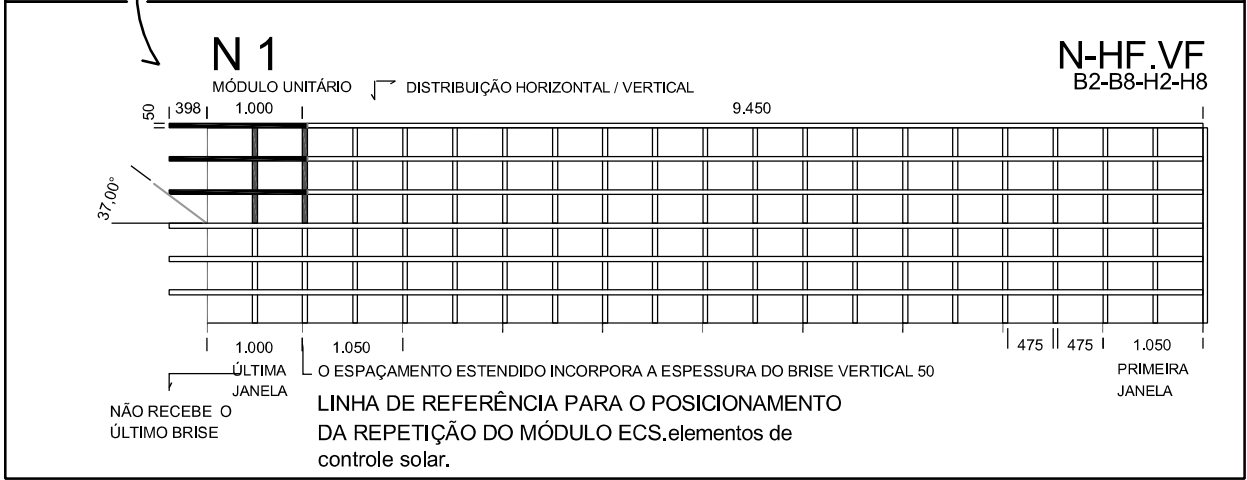 N 1
N-HF.VF
B2-B8-H2-H8
MÓDULO UNITÁRIO
DISTRIBUIÇÃO HORIZONTAL / VERTICAL
50
398
1.000
9.450
37,00°
1.000
1.050
475
475
1.050
ÚLTIMA
JANELA
O ESPAÇAMENTO ESTENDIDO INCORPORA A ESPESSURA DO BRISE VERTICAL 50
PRIMEIRA
JANELA
NÃO RECEBE O
ÚLTIMO BRISE
LINHA DE REFERÊNCIA PARA O POSICIONAMENTO
DA REPETIÇÃO DO MÓDULO ECS.elementos de
controle solar.